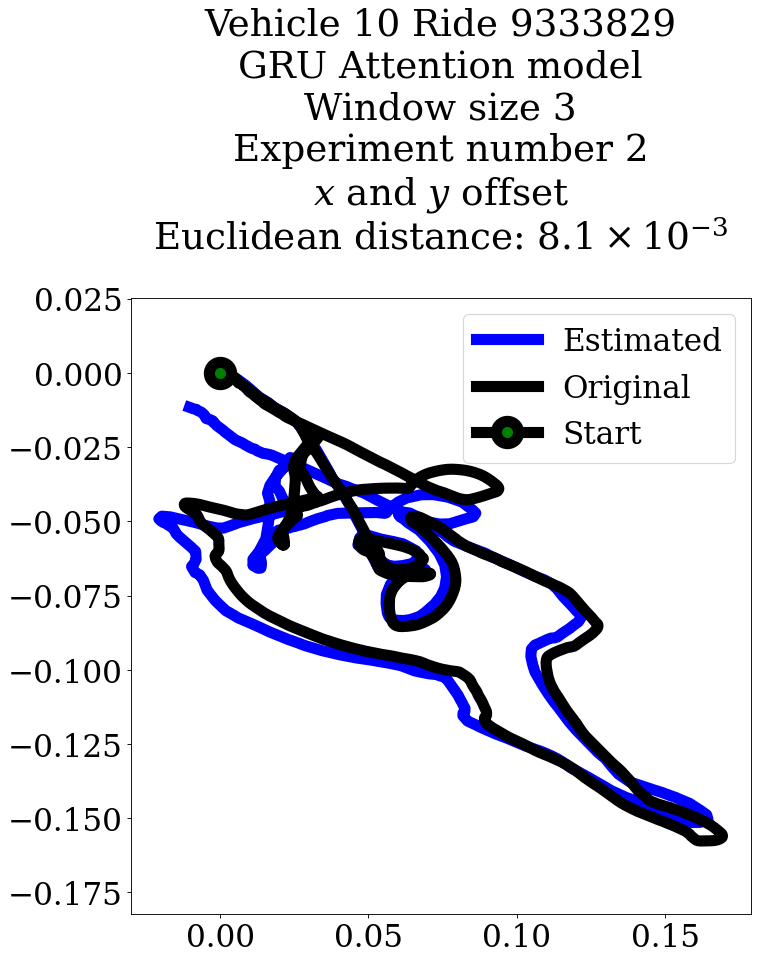 Vehicle 10 Ride 9333829
GRU Attention model
Window size 3
Experiment number 2
x and y offset
Euclidean distance: 8.1 × 10⁻³
Estimated
Original
Start
0.025
0.000
−0.025
−0.050
−0.075
−0.100
−0.125
−0.150
−0.175
0.00 0.05 0.10 0.15